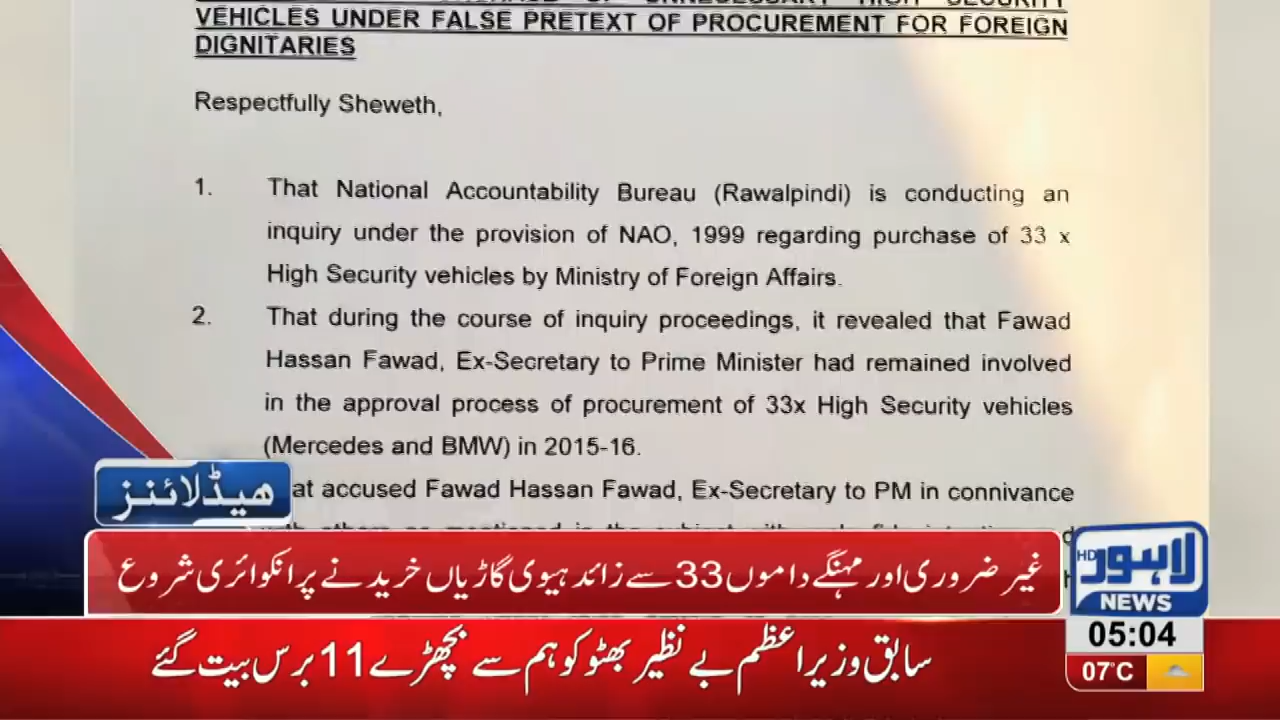 UNNECESSARY HIGH SECURITY
VEHICLES UNDER FALSE PRETEXT OF PROCUREMENT FOR FOREIGN
DIGNITARIES
Respectfully Sheweth,
1. That National Accountability Bureau (Rawalpindi) is conducting an
inquiry under the provision of NAO, 1999 regarding purchase of 33 x
High Security vehicles by Ministry of Foreign Affairs.
2. That during the course of inquiry proceedings, it revealed that Fawad
Hassan Fawad, Ex-Secretary to Prime Minister had remained involved
in the approval process of procurement of 33x High Security vehicles
(Mercedes and BMW) in 2015-16.
at accused Fawad Hassan Fawad, Ex-Secretary to PM in connivance
ہیڈلائنز
غیر ضروری اور مہنگے داموں 33 سے زائد ہیوی گاڑیاں خریدنے پر انکوائری شروع
HD لاہور
NEWS
05:04
سابق وزیراعظم بے نظیر بھٹو کو ہم سے بچھڑے 11 برس بیت گئے
07°C